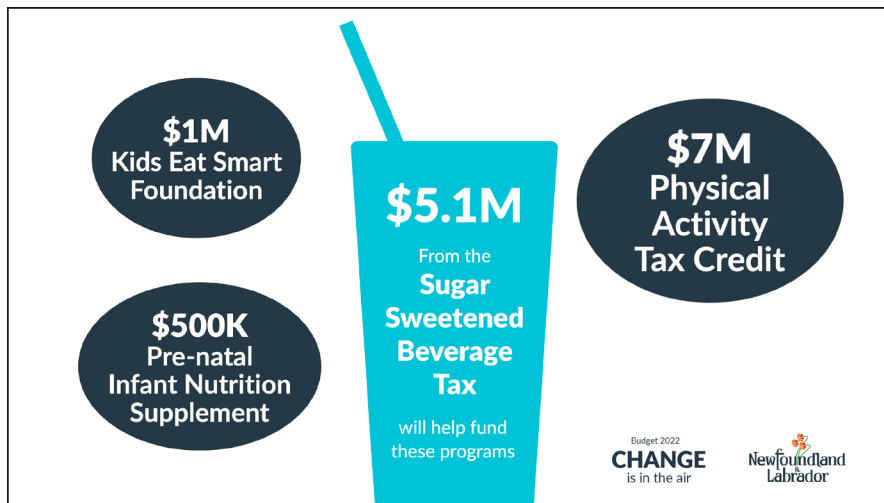 $1M
Kids Eat Smart
Foundation
$500K
Pre-natal
Infant Nutrition
Supplement
$5.1M
From the
Sugar
Sweetened
Beverage
Tax
will help fund
these programs
$7M
Physical
Activity
Tax Credit
Budget 2022
CHANGE
is in the air
Newfoundland
&
Labrador